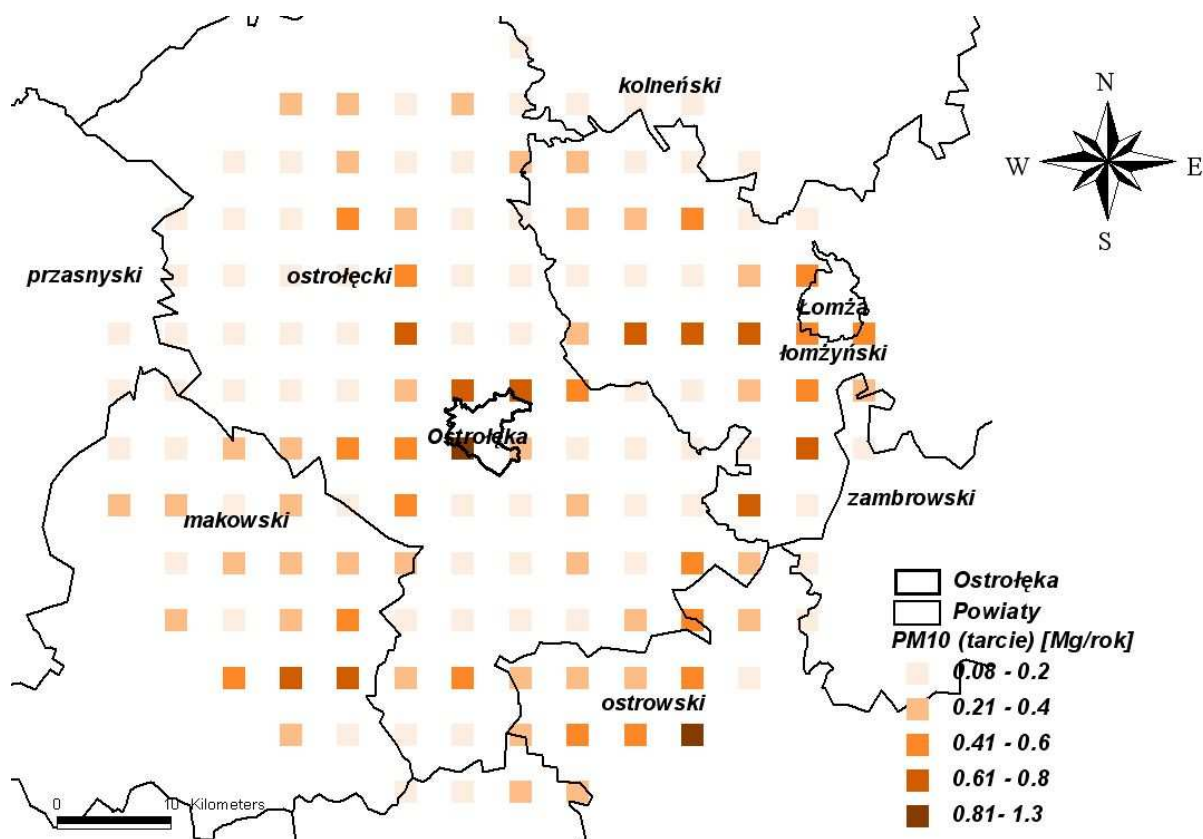 kolneński
N
W
E
S
przasnyski
ostrołęcki
Łomża
łomżyński
Ostrołęka
makowski
zambrowski
ostrowski
Ostrołęka
Powiaty
PM10 (tarcie) [Mg/rok]
0.08 - 0.2
0.21 - 0.4
0.41 - 0.6
0.61 - 0.8
0.81- 1.3
0 10 Kilometers